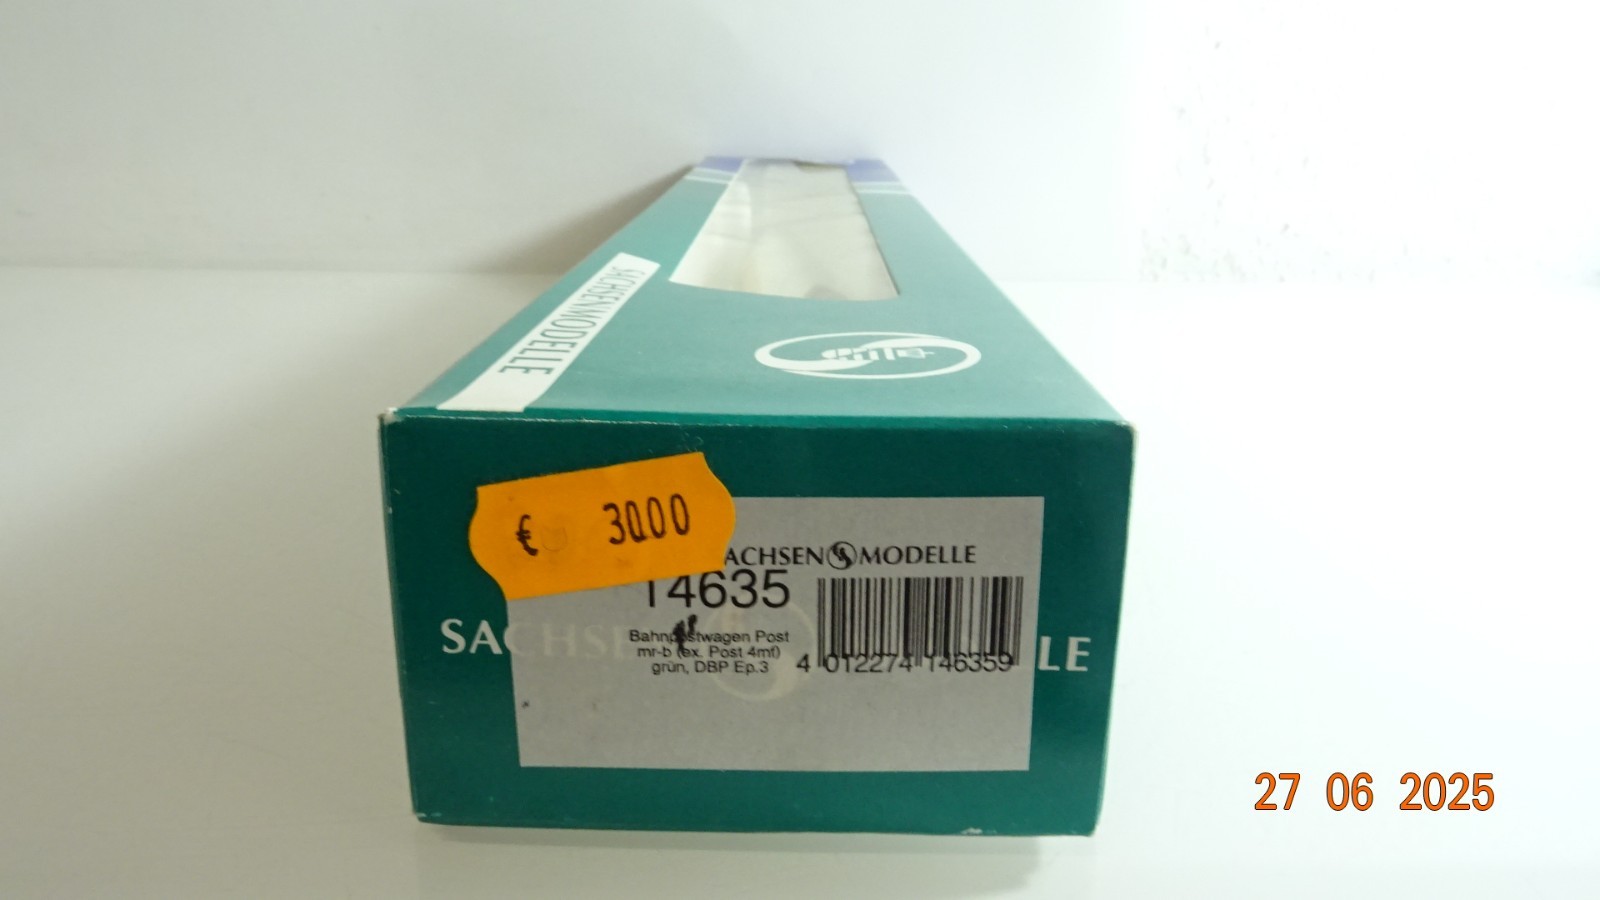 SACHSENMODELLE
€ 30.00
ACHSEN MODELLE
14635
Bahnpostwagen Post
mr-b (ex. Post 4mf)
grün, DBP Ep.3
4 012274 146359
SACHSE
LE
27 06 2025